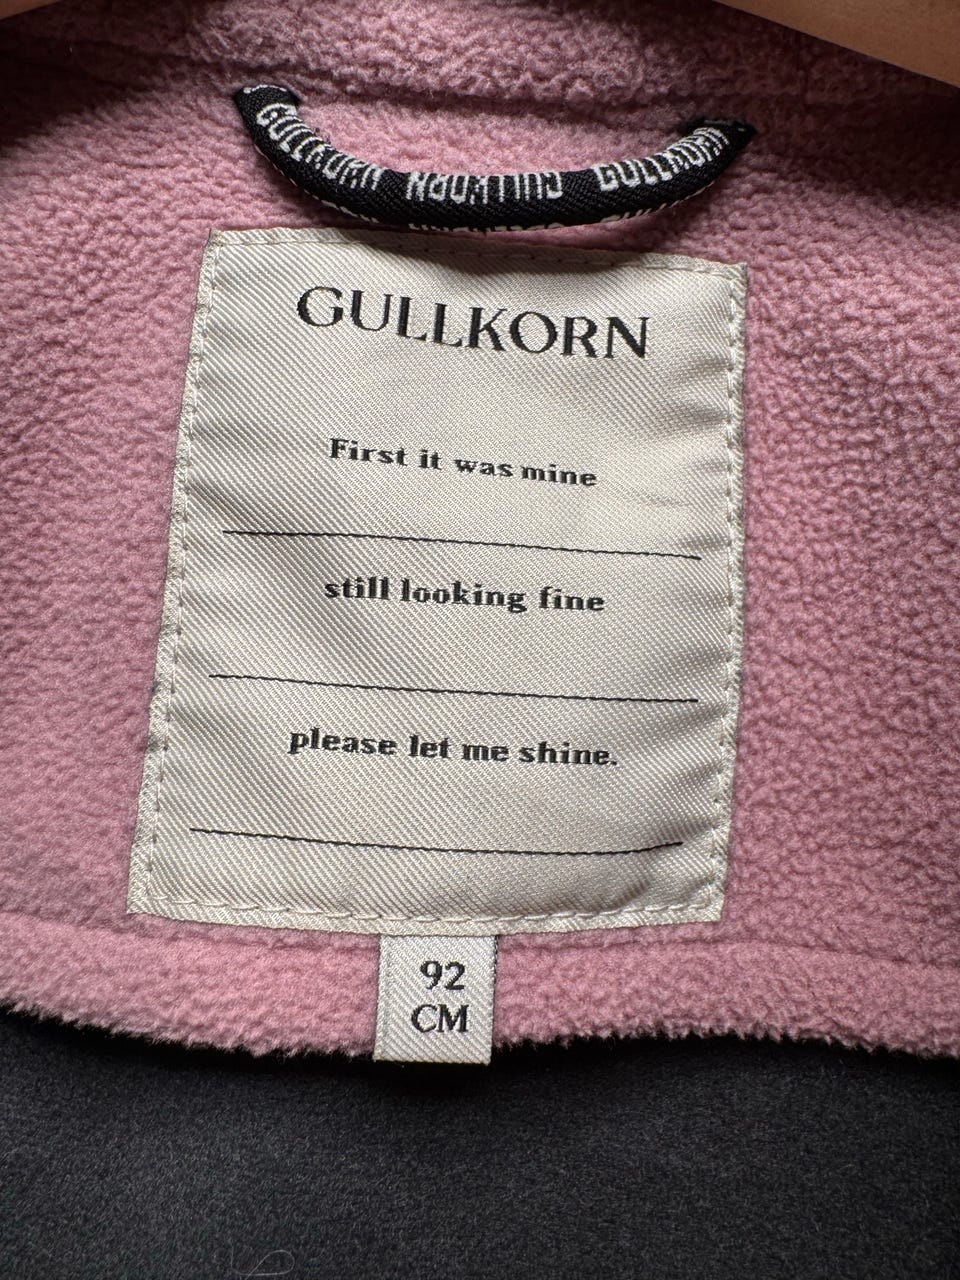 GULLKORN GULLKORN GULLKORN
GULLKORN
First it was mine
still looking fine
please let me shine.
92
CM